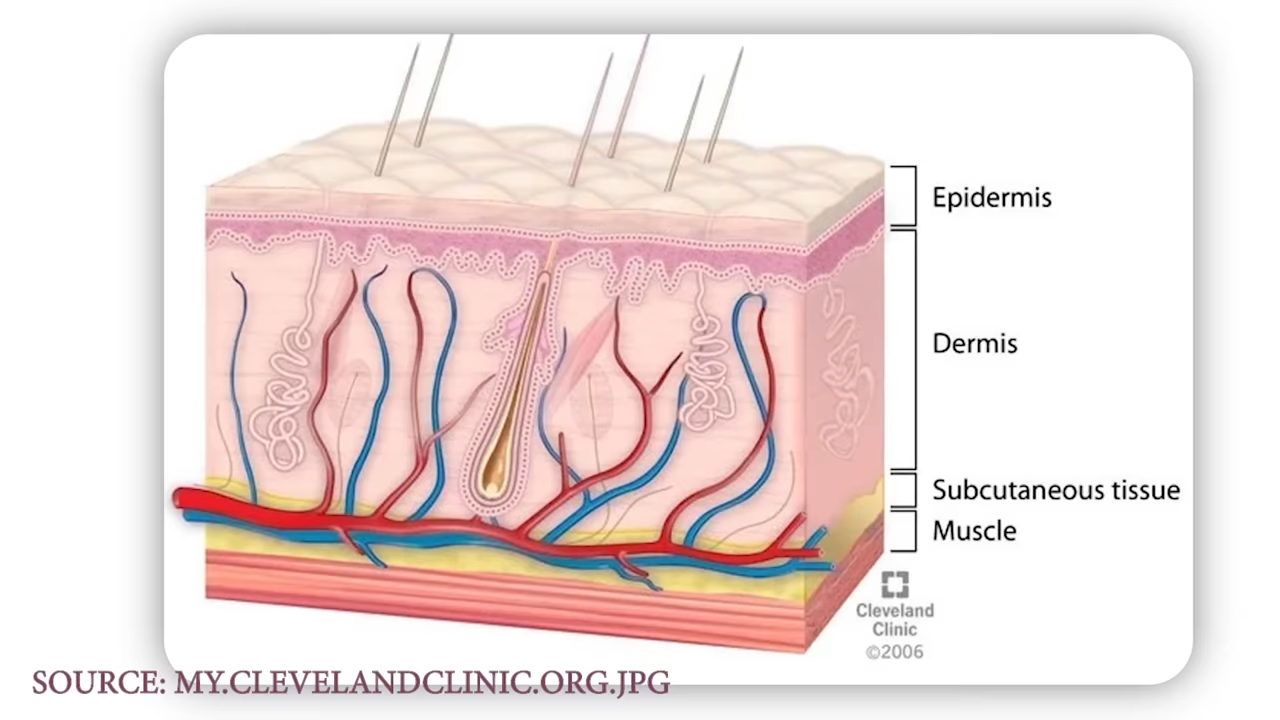 Epidermis
Dermis
Subcutaneous tissue
Muscle
Cleveland
Clinic
©2006
SOURCE: MY.CLEVELANDCLINIC.ORG.JPG